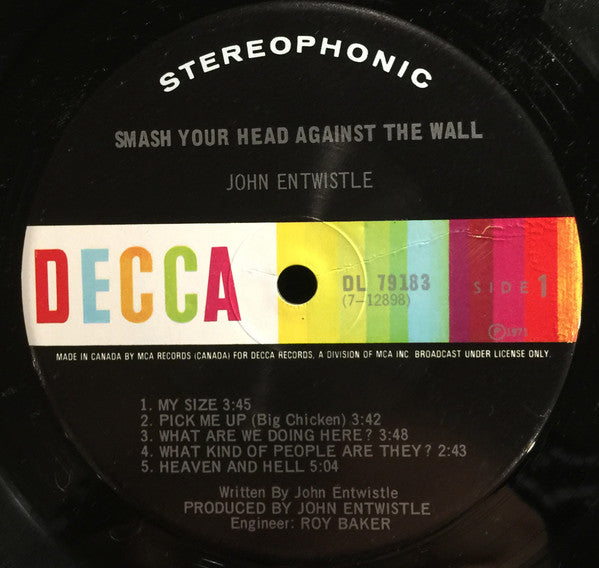 STEREOPHONIC
SMASH YOUR HEAD AGAINST THE WALL
JOHN ENTWISTLE
DECCA
DL 79183
(7-12898)
SIDE 1
Ⓟ 1971
MADE IN CANADA BY MCA RECORDS (CANADA) FOR DECCA RECORDS, A DIVISION OF MCA INC. BROADCAST UNDER LICENSE ONLY.
1. MY SIZE 3:45
2. PICK ME UP (Big Chicken) 3:42
3. WHAT ARE WE DOING HERE? 3:48
4. WHAT KIND OF PEOPLE ARE THEY? 2:43
5. HEAVEN AND HELL 5:04
Written By John Entwistle
PRODUCED BY JOHN ENTWISTLE
Engineer: ROY BAKER